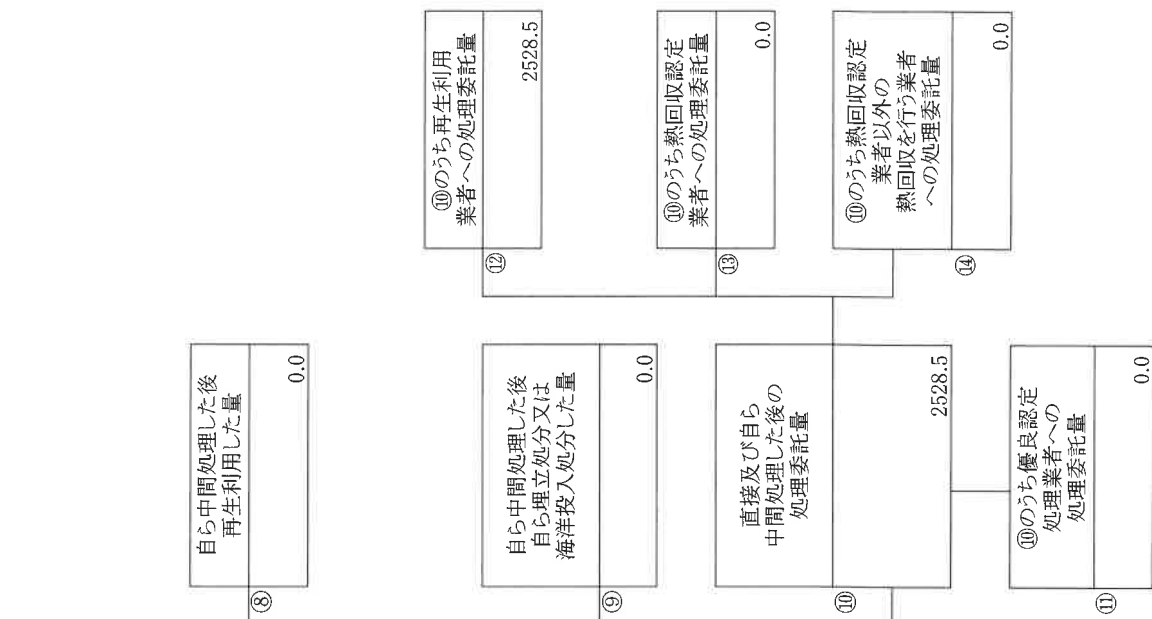 ⑧
自ら中間処理した後
再生利用した量
0.0
⑨
自ら中間処理した後
自ら埋立処分又は
海洋投入処分した量
0.0
⑩
直接及び自ら
中間処理した後の
処理委託量
2528.5
⑪
⑩のうち優良認定
処理業者への
処理委託量
0.0
⑫
⑩のうち再生利用
業者への処理委託量
2528.5
⑬
⑩のうち熱回収認定
業者への処理委託量
0.0
⑭
⑩のうち熱回収認定
業者以外の
熱回収を行う業者
への処理委託量
0.0